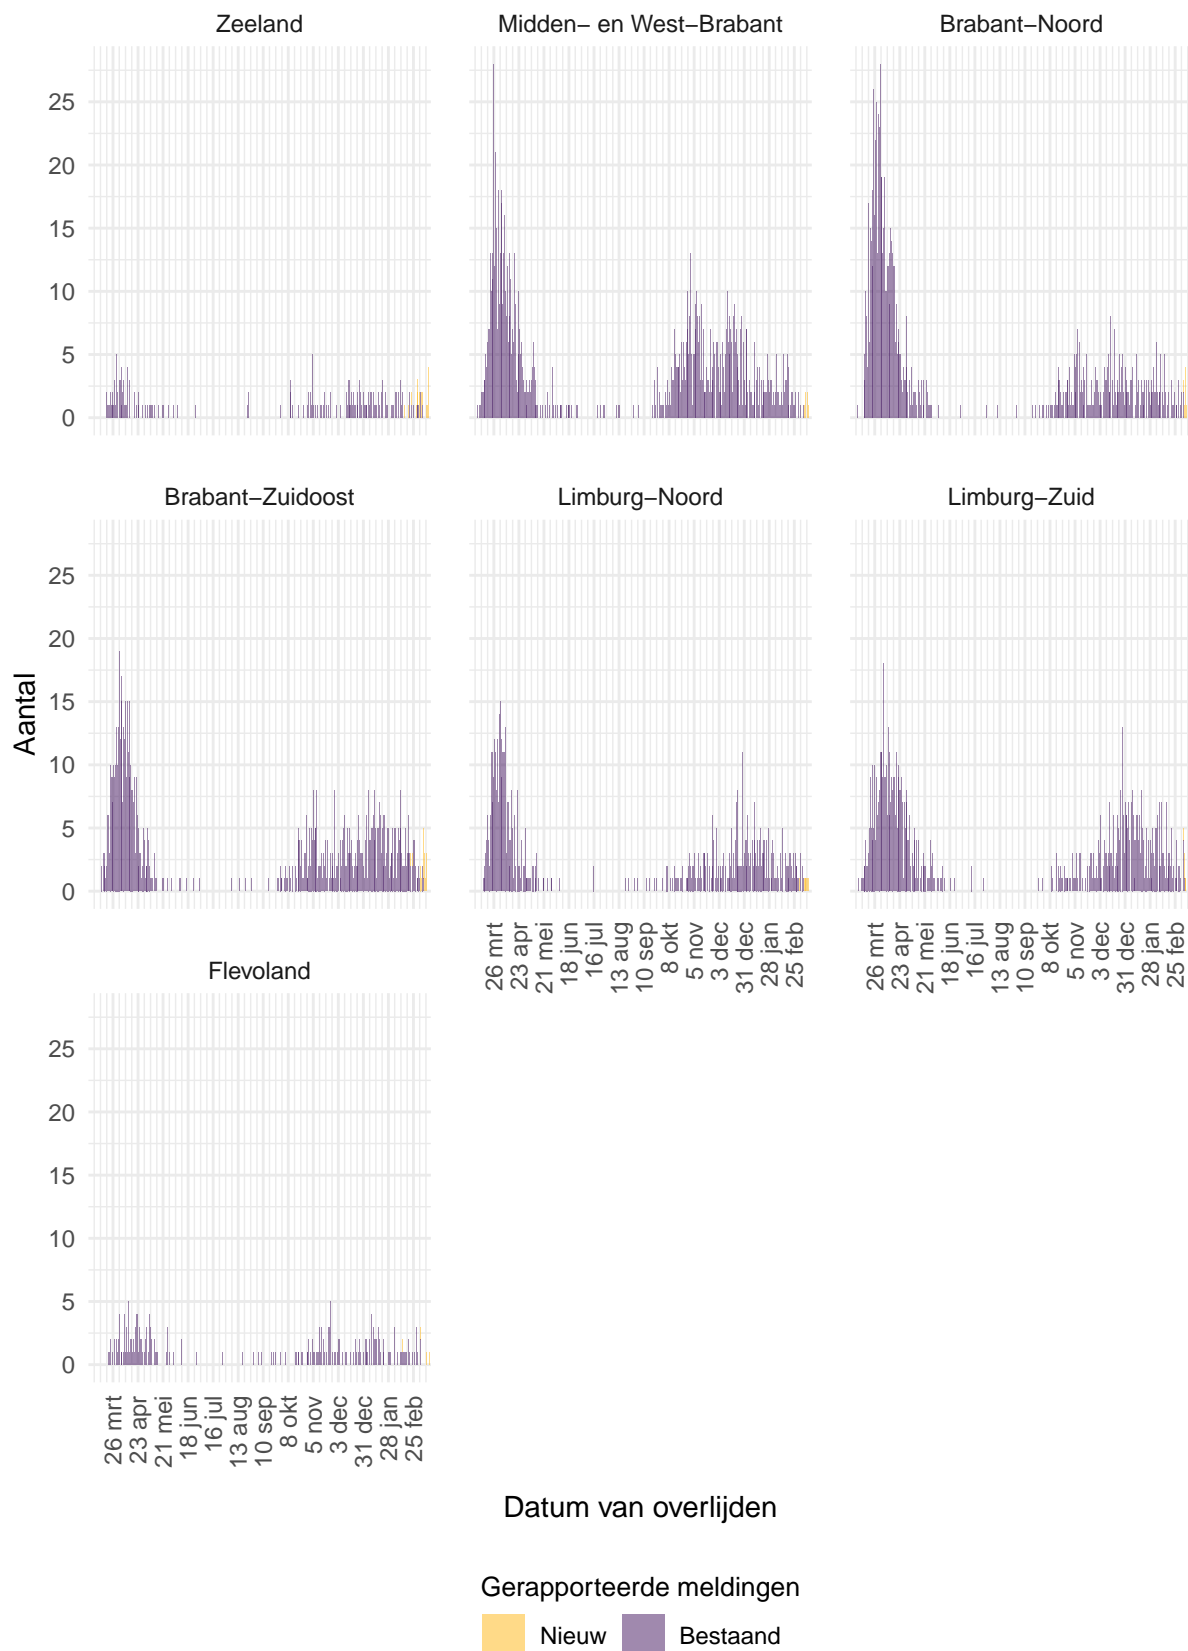 Zeeland
Midden− en West−Brabant
Brabant−Noord
25
20
15
10
5
0
Brabant−Zuidoost
Limburg−Noord
Limburg−Zuid
25
20
15
10
5
0
26 mrt
23 apr
21 mei
18 jun
16 jul
13 aug
10 sep
8 okt
5 nov
3 dec
31 dec
28 jan
25 feb
26 mrt
23 apr
21 mei
18 jun
16 jul
13 aug
10 sep
8 okt
5 nov
3 dec
31 dec
28 jan
25 feb
Flevoland
25
20
15
10
5
0
26 mrt
23 apr
21 mei
18 jun
16 jul
13 aug
10 sep
8 okt
5 nov
3 dec
31 dec
28 jan
25 feb
Aantal
Datum van overlijden
Gerapporteerde meldingen
Nieuw
Bestaand